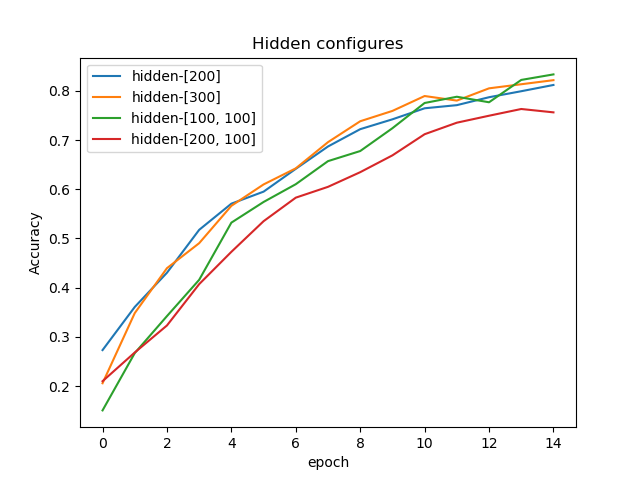 Hidden configures
hidden-[200]
hidden-[300]
hidden-[100, 100]
hidden-[200, 100]
Accuracy
0.8
0.7
0.6
0.5
0.4
0.3
0.2
0 2 4 6 8 10 12 14
epoch